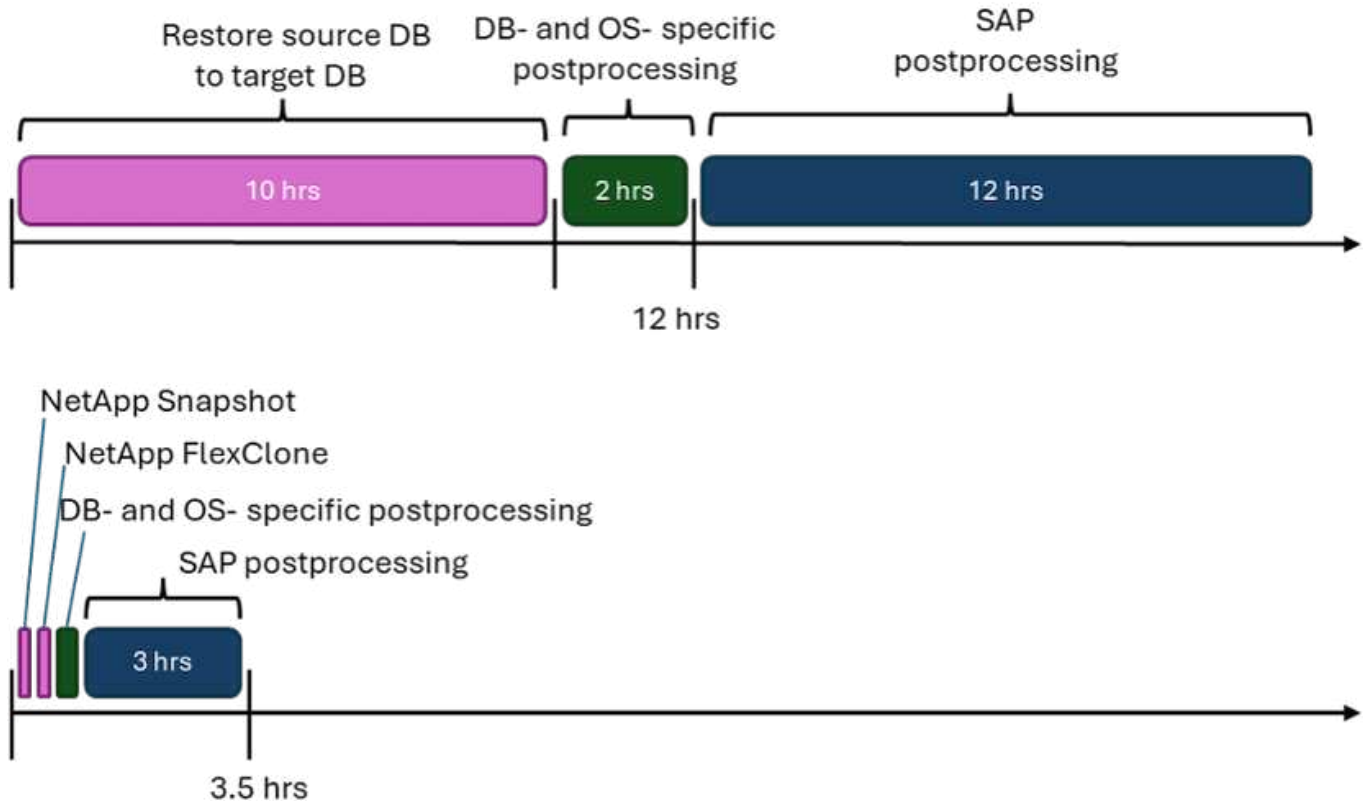 Restore source DB
to target DB
DB- and OS- specific
postprocessing
SAP
postprocessing
10 hrs
2 hrs
12 hrs
12 hrs
NetApp Snapshot
NetApp FlexClone
DB- and OS- specific postprocessing
SAP postprocessing
3 hrs
3.5 hrs